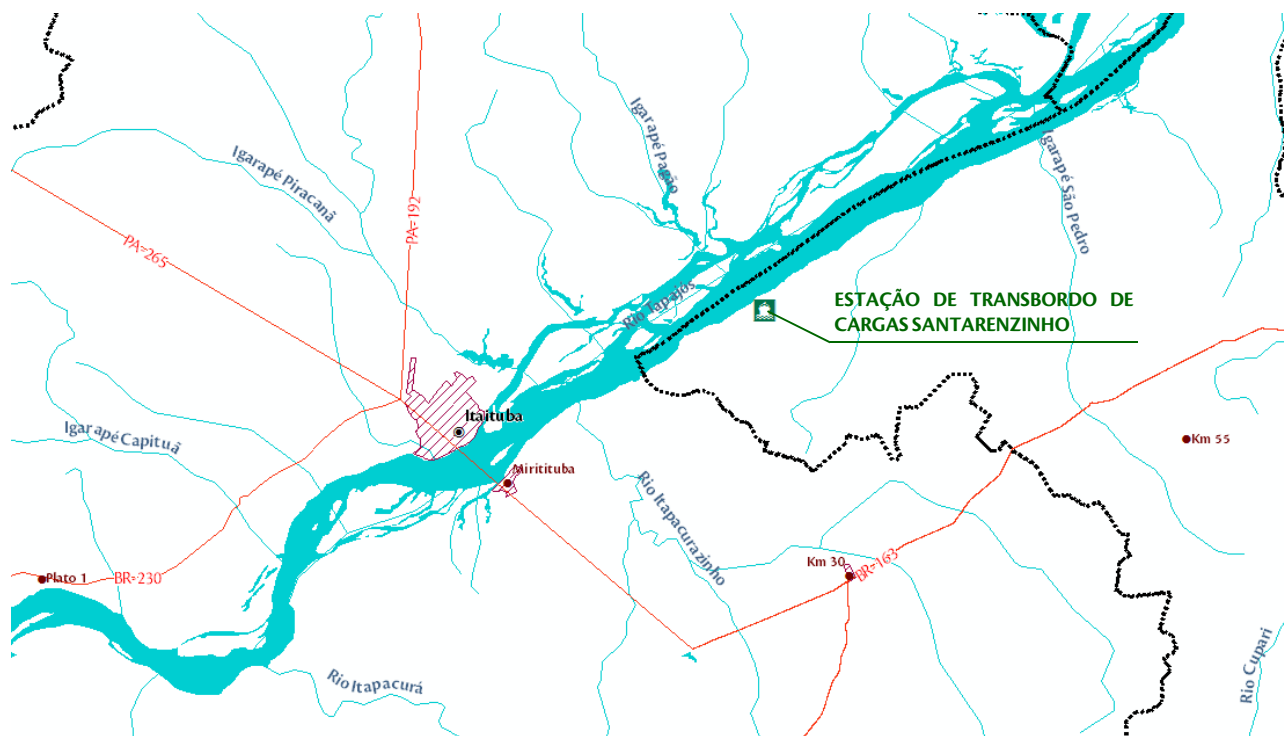 Igarapé Pagão
Igarapé São Pedro
Igarapé Piracanã
PA=192
PA=265
Rio Tapajós
ESTAÇÃO DE TRANSBORDO DE
CARGAS SANTARENZINHO
Itaituba
Igarapé Capituã
Km 55
Miritituba
Rio Itapacurazinho
Km 30
BR=163
Plato 1
BR=230
Rio Cupari
Rio Itapacurá